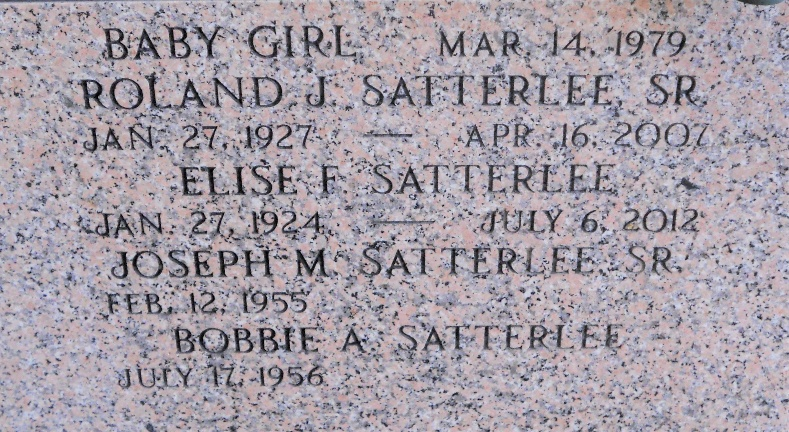 BABY GIRL MAR. 14, 1979
ROLAND J. SATTERLEE, SR.
JAN. 27, 1927 — APR. 16, 2007
ELISE F. SATTERLEE
JAN. 27, 1924 — JULY 6, 2012
JOSEPH M. SATTERLEE, SR.
FEB. 12, 1955
BOBBIE A. SATTERLEE
JULY 17, 1956